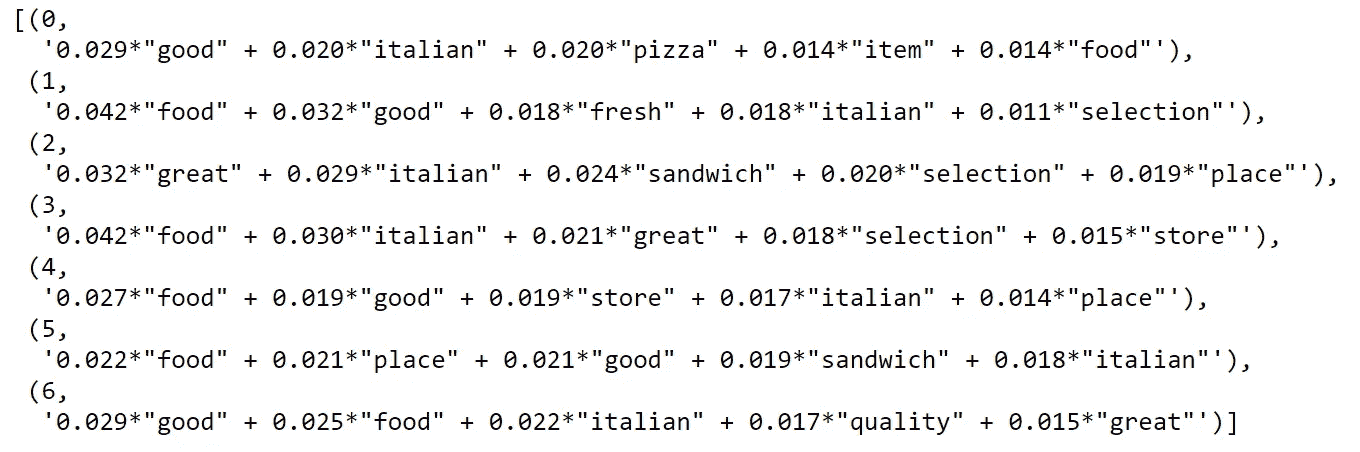 [(0,
'0.029*"good" + 0.020*"italian" + 0.020*"pizza" + 0.014*"item" + 0.014*"food"'),
(1,
'0.042*"food" + 0.032*"good" + 0.018*"fresh" + 0.018*"italian" + 0.011*"selection"'),
(2,
'0.032*"great" + 0.029*"italian" + 0.024*"sandwich" + 0.020*"selection" + 0.019*"place"'),
(3,
'0.042*"food" + 0.030*"italian" + 0.021*"great" + 0.018*"selection" + 0.015*"store"'),
(4,
'0.027*"food" + 0.019*"good" + 0.019*"store" + 0.017*"italian" + 0.014*"place"'),
(5,
'0.022*"food" + 0.021*"place" + 0.021*"good" + 0.019*"sandwich" + 0.018*"italian"'),
(6,
'0.029*"good" + 0.025*"food" + 0.022*"italian" + 0.017*"quality" + 0.015*"great"')]